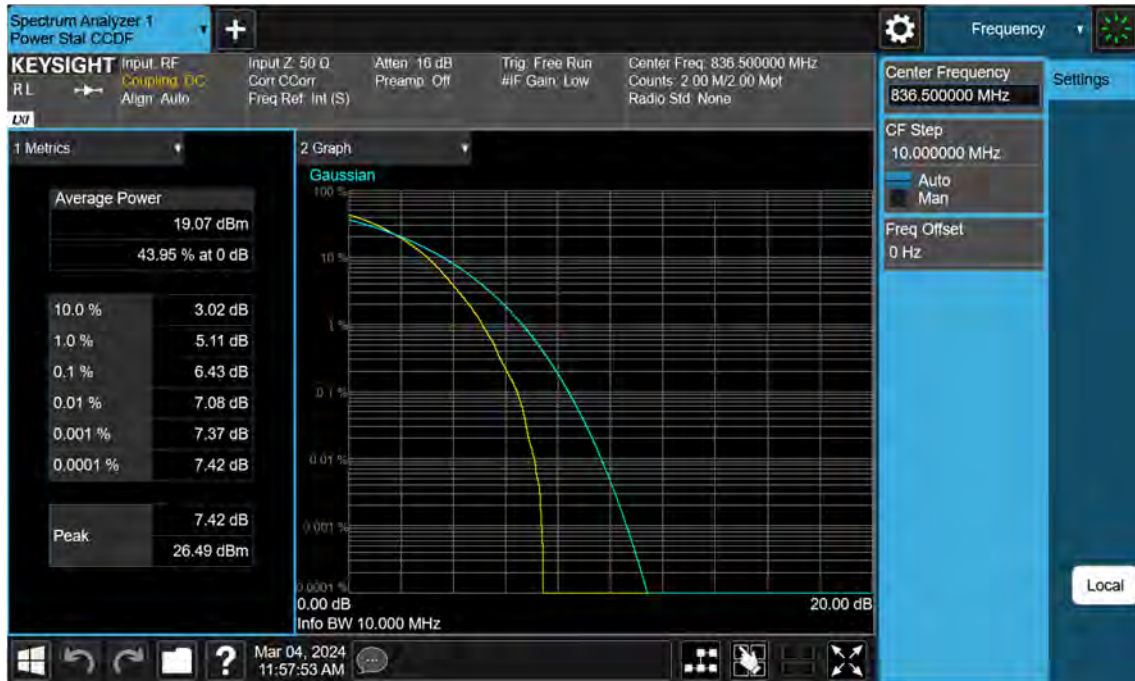 Spectrum Analyzer 1
Power Stat CCDF
Frequency
KEYSIGHT
RL
LXI
Input: RF
Coupling: DC
Align: Auto
Input Z: 50 Ω
Corr CCorr
Freq Ref: Int (S)
Atten: 16 dB
Preamp: Off
Trig: Free Run
#IF Gain: Low
Center Freq: 836.500000 MHz
Counts: 2.00 M/2.00 Mpt
Radio Std: None
Center Frequency
836.500000 MHz
Settings
CF Step
10.000000 MHz
Auto
Man
Freq Offset
0 Hz
1 Metrics
Average Power
19.07 dBm
43.95 % at 0 dB
10.0 % 3.02 dB
1.0 % 5.11 dB
0.1 % 6.43 dB
0.01 % 7.08 dB
0.001 % 7.37 dB
0.0001 % 7.42 dB
Peak
7.42 dB
26.49 dBm
2 Graph
Gaussian
100 %
10 %
1 %
0.1 %
0.01 %
0.001 %
0.0001 %
0.00 dB 20.00 dB
Info BW 10.000 MHz
Local
?
Mar 04, 2024
11:57:53 AM